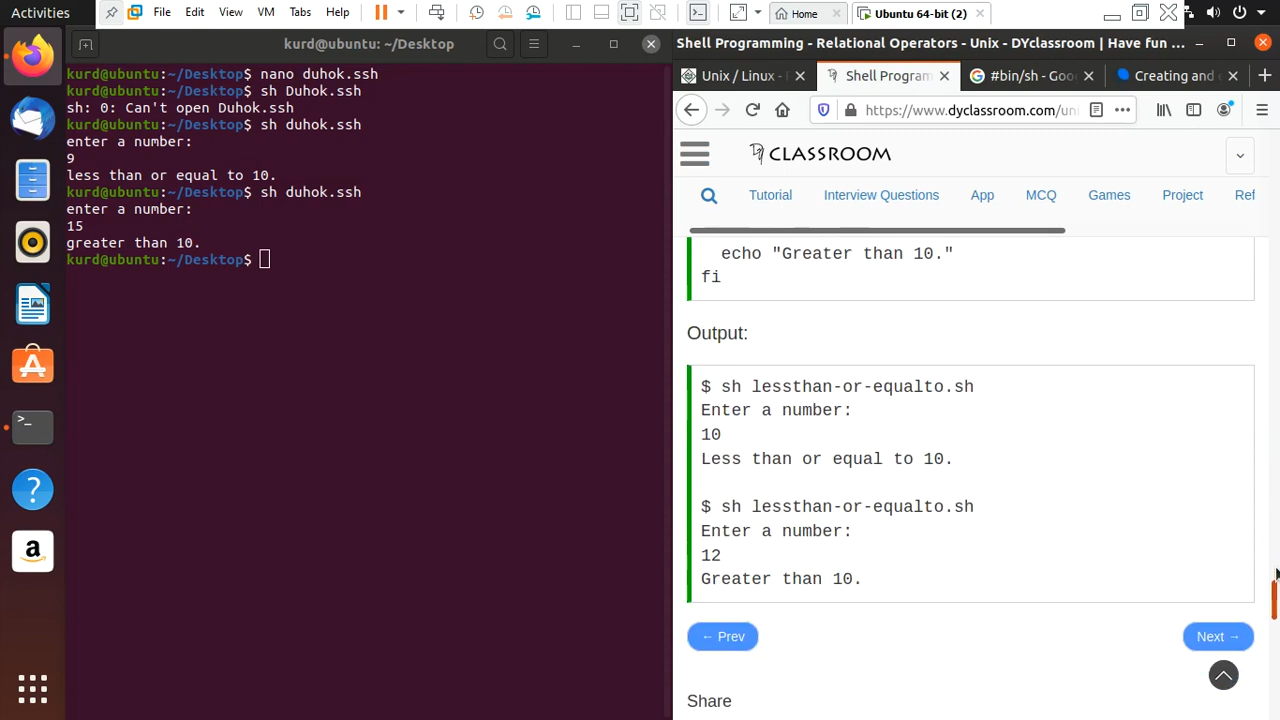 Activities
File Edit View VM Tabs Help
Home
Ubuntu 64-bit (2)
kurd@ubuntu: ~/Desktop
kurd@ubuntu:~/Desktop$ nano duhok.ssh
kurd@ubuntu:~/Desktop$ sh Duhok.ssh
sh: 0: Can't open Duhok.ssh
kurd@ubuntu:~/Desktop$ sh duhok.ssh
enter a number:
9
less than or equal to 10.
kurd@ubuntu:~/Desktop$ sh duhok.ssh
enter a number:
15
greater than 10.
kurd@ubuntu:~/Desktop$
Shell Programming - Relational Operators - Unix - DYclassroom | Have fun ...
Unix / Linux -
Shell Program
#bin/sh - Goo
Creating and e
https://www.dyclassroom.com/uni
CLASSROOM
Tutorial Interview Questions App MCQ Games Project Ref
echo "Greater than 10."
fi
Output:
$ sh lessthan-or-equalto.sh
Enter a number:
10
Less than or equal to 10.
$ sh lessthan-or-equalto.sh
Enter a number:
12
Greater than 10.
← Prev
Next →
Share